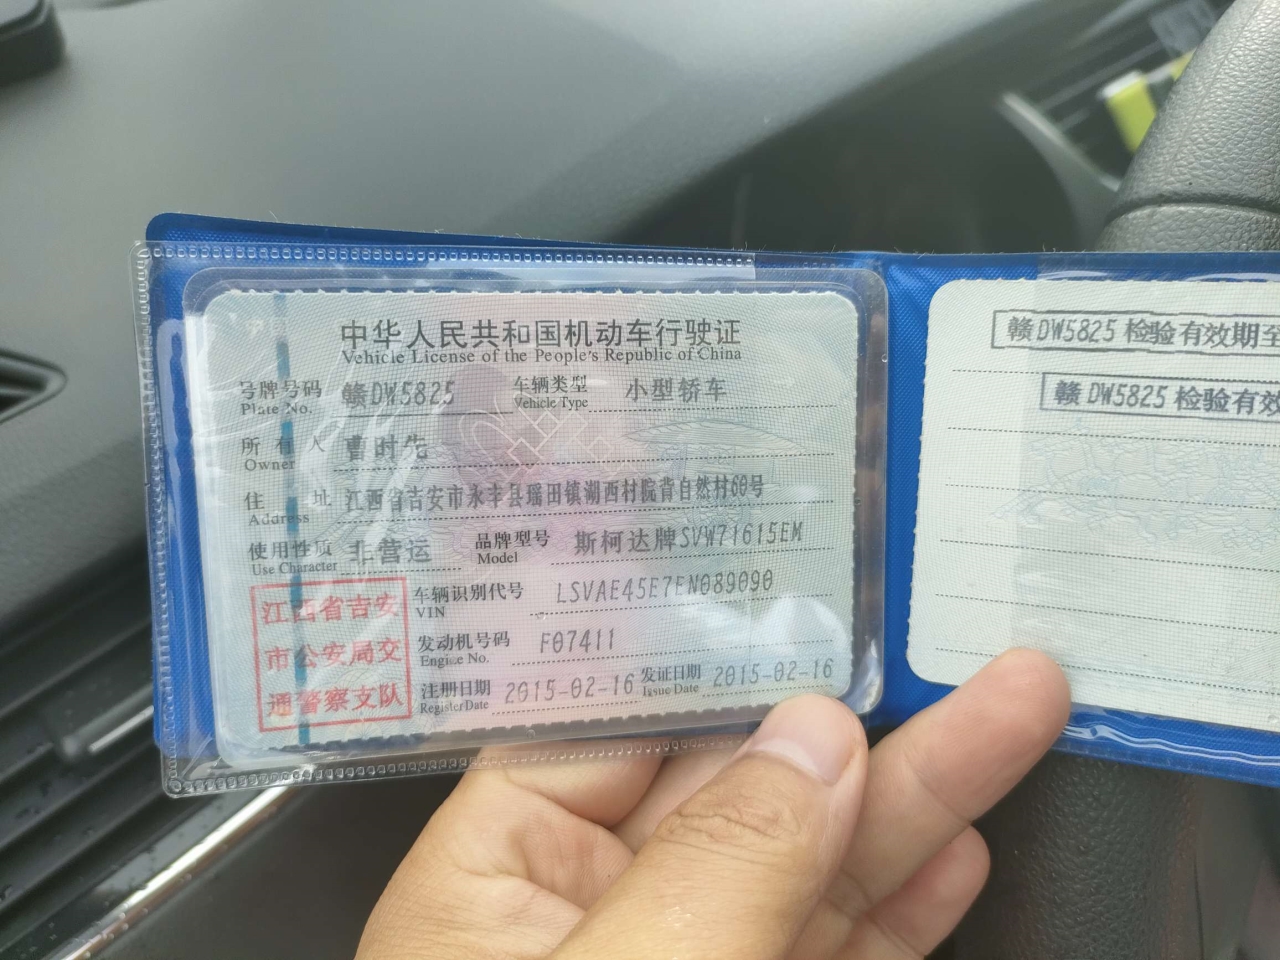 中华人民共和国机动车行驶证
Vehicle License of the People's Republic of China
号牌号码 赣DW5825 车辆类型 小型轿车
Plate No. Vehicle Type
所有人 曹时先
Owner
住址 江西省吉安市永丰县瑶田镇湖西村院背自然村60号
Address
使用性质 非营运 品牌型号 斯柯达牌SVW71615EM
Use Character Model
江西省吉安
市公安局交
通警察支队
车辆识别代号 LSVAE45E7EN089090
VIN
发动机号码 F07411
Engine No.
注册日期 2015-02-16 发证日期 2015-02-16
Register Date Issue Date
赣DW5825检验有效期至
赣DW5825检验有效